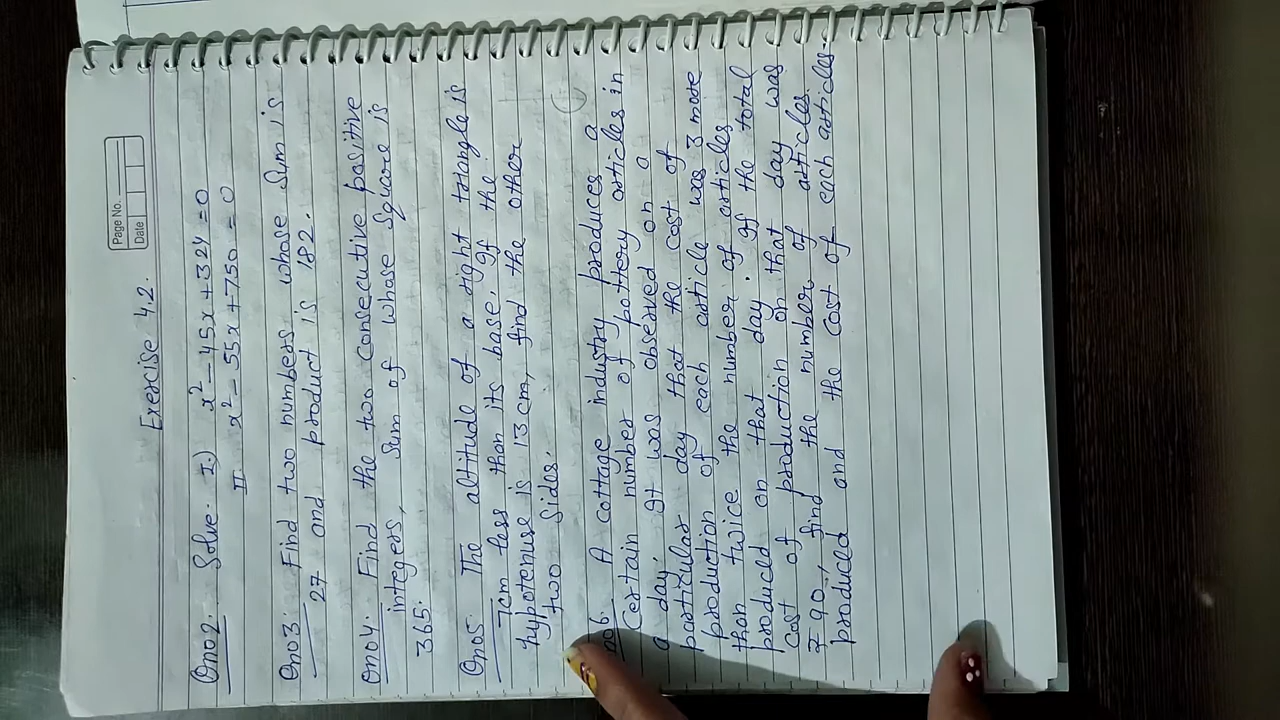 Page No.
Date
Exercise 4.2.
Qno2. Solve. I) x² - 45x + 324 = 0
II x² - 55x + 750 = 0
Qno3. Find two numbers whose Sum is
27 and product is 182.
Qno4. Find the two Consecutive positive
integers, Sum of whose Square is
365.
Qno5. The altitude of a right triangle is
7cm less than its base. If the
hypotenuse is 13cm, find the other
two Sides.
no6. A cottage industry produces a
Certain number of pottery articles in
a day. It was observed on a
particular day that the cost of
production of each article was 3 more
than twice the number of articles
produced on that day. If the total
Cost of production on that day was
₹ 90, find the number of articles
produced and the cost of each articles.